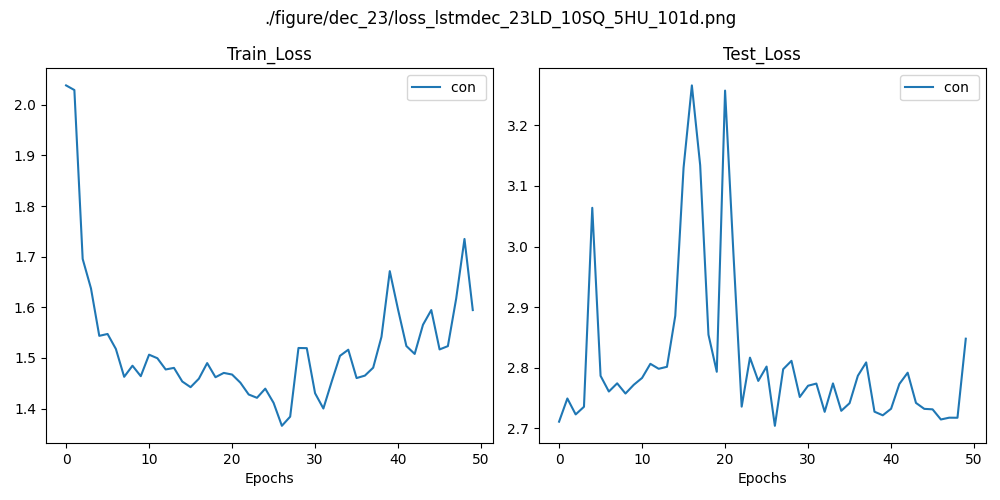 ./figure/dec_23/loss_lstmdec_23LD_10SQ_5HU_101d.png
Train_Loss
con
2.0
1.9
1.8
1.7
1.6
1.5
1.4
0 10 20 30 40 50
Epochs
Test_Loss
con
3.2
3.1
3.0
2.9
2.8
2.7
0 10 20 30 40 50
Epochs